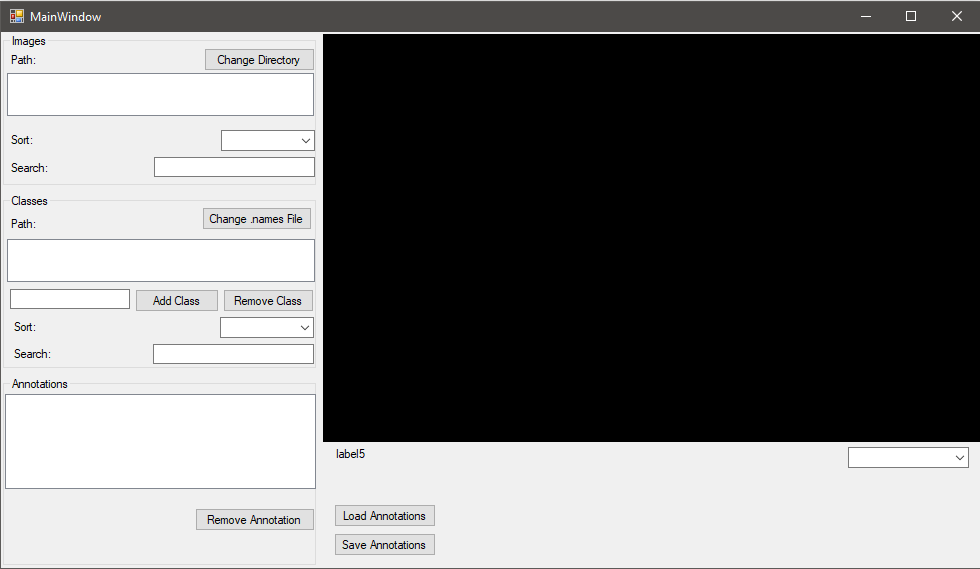 MainWindow
Images
Path:
Change Directory
Sort:
Search:
Classes
Path:
Change .names File
Add Class
Remove Class
Sort:
Search:
Annotations
Remove Annotation
label5
Load Annotations
Save Annotations